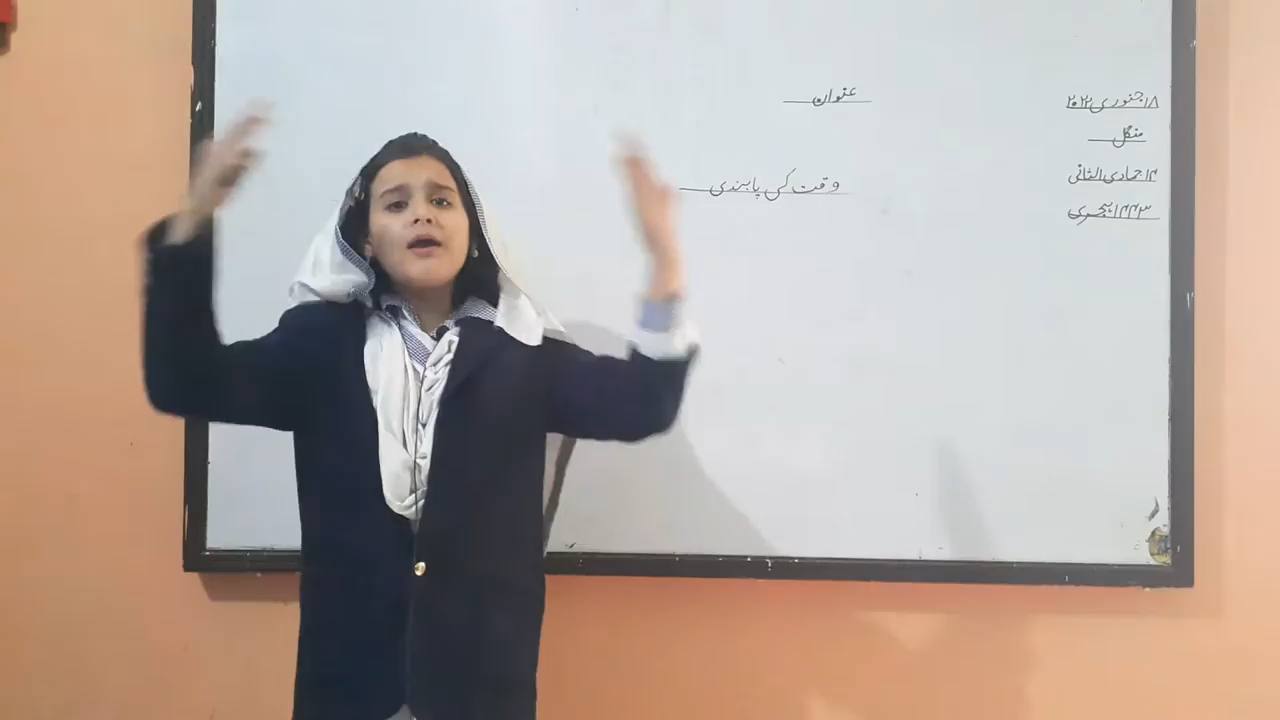 ۱۸ جنوری ۲۰۲۲
منگل
۱۴ جمادی الثانی
۱۴۴۳ ہجری
عنوان
وقت کی پابندی